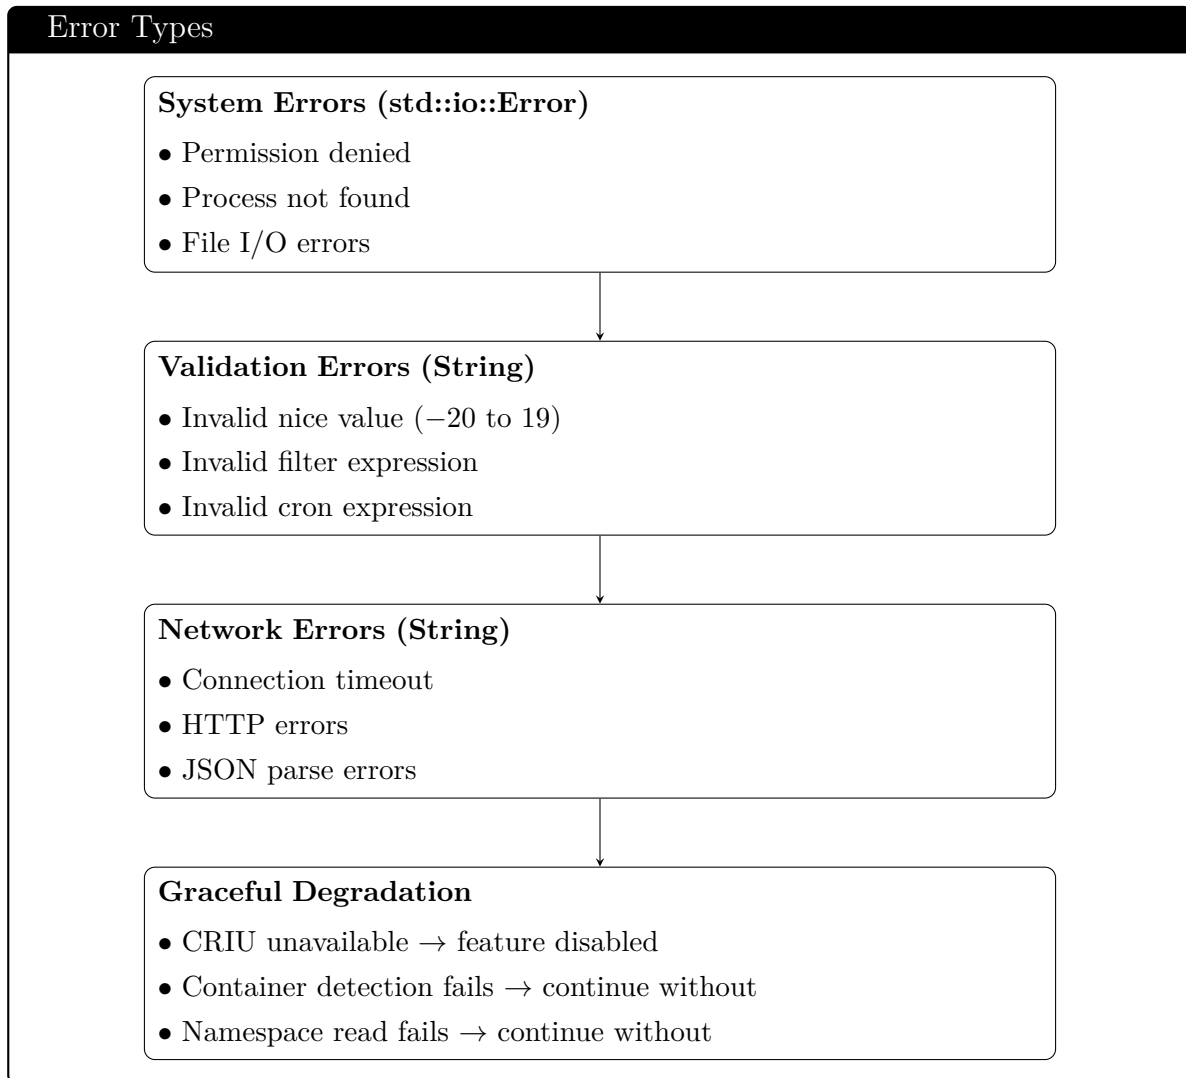 Error Types
System Errors (std::io::Error)
• Permission denied
• Process not found
• File I/O errors
Validation Errors (String)
• Invalid nice value (−20 to 19)
• Invalid filter expression
• Invalid cron expression
Network Errors (String)
• Connection timeout
• HTTP errors
• JSON parse errors
Graceful Degradation
• CRIU unavailable → feature disabled
• Container detection fails → continue without
• Namespace read fails → continue without